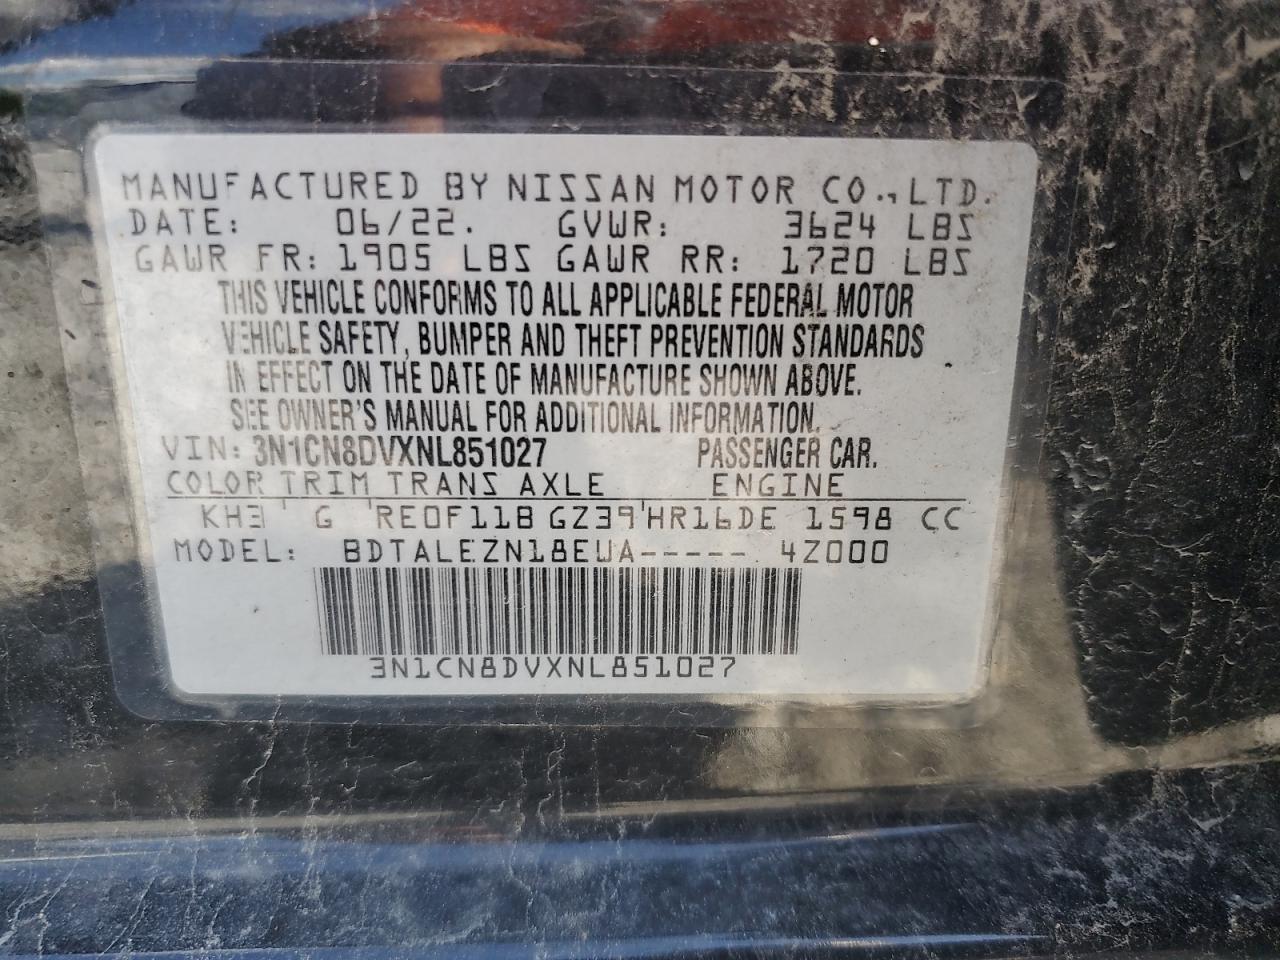 MANUFACTURED BY NISSAN MOTOR CO., LTD.
DATE: 06/22. GVWR: 3624 LBS
GAWR FR: 1905 LBS GAWR RR: 1720 LBS
THIS VEHICLE CONFORMS TO ALL APPLICABLE FEDERAL MOTOR
VEHICLE SAFETY, BUMPER AND THEFT PREVENTION STANDARDS
IN EFFECT ON THE DATE OF MANUFACTURE SHOWN ABOVE.
SEE OWNER'S MANUAL FOR ADDITIONAL INFORMATION.
VIN: 3N1CN8DVXNL851027 PASSENGER CAR.
COLOR TRIM TRANS AXLE ENGINE
KH3 ' G 'RE0F11B GZ39'HR16DE 1598 CC
MODEL: BDTALEZN18EUA----- 4Z000
3N1CN8DVXNL851027